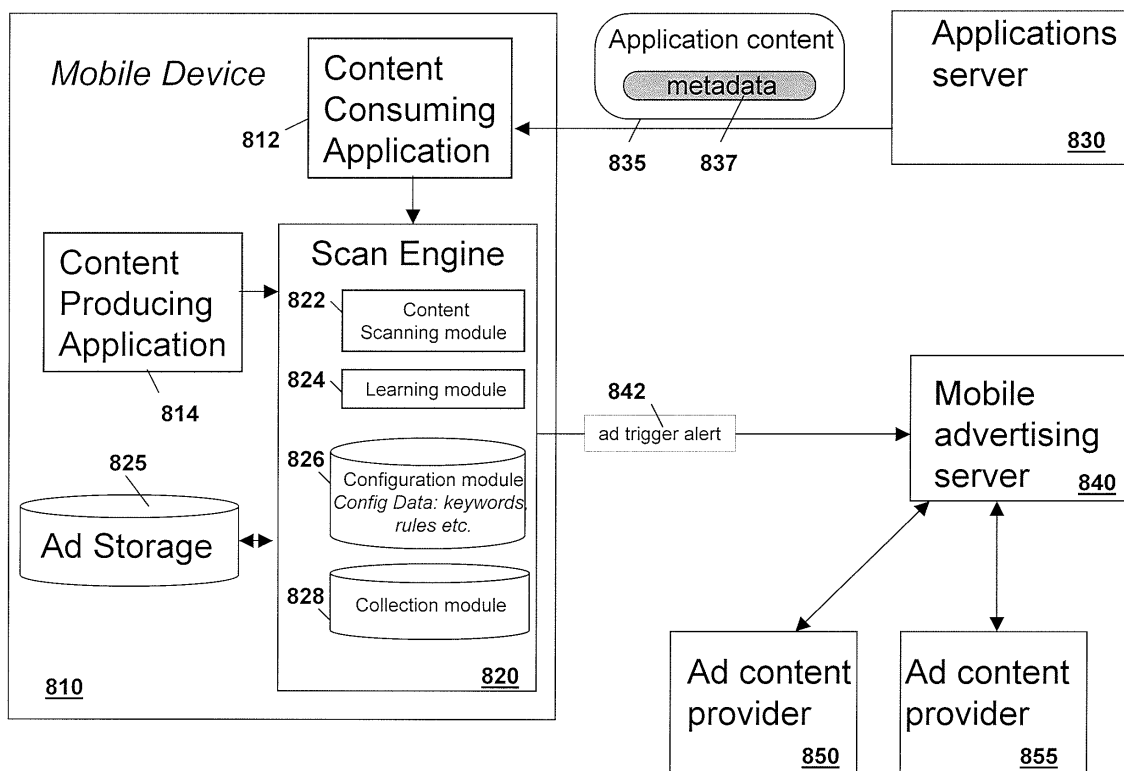 Mobile Device
Content
Consuming
Application
812
Application content
metadata
835
837
Applications
server
830
Content
Producing
Application
814
Scan Engine
822
Content
Scanning module
824
Learning module
826
Configuration module
Config Data: keywords,
rules etc.
828
Collection module
820
825
Ad Storage
810
842
ad trigger alert
Mobile
advertising
server
840
Ad content
provider
850
Ad content
provider
855